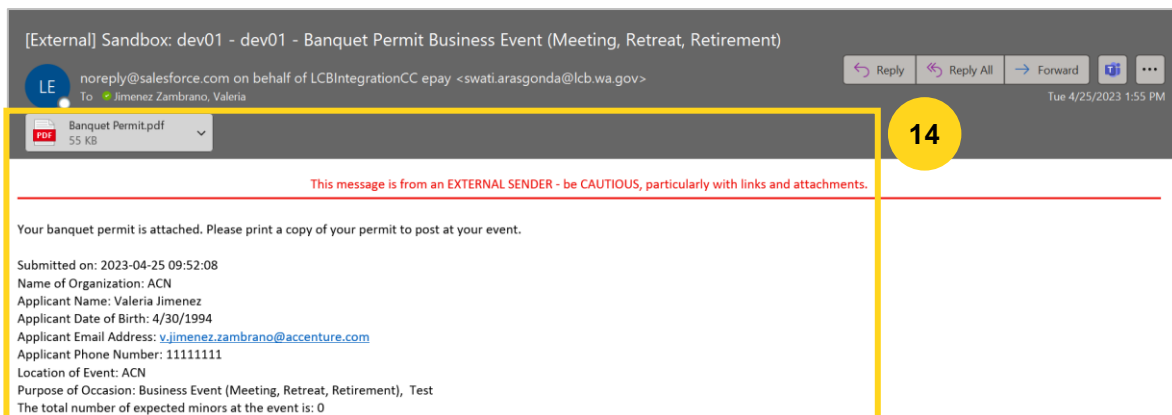 [External] Sandbox: dev01 - dev01 - Banquet Permit Business Event (Meeting, Retreat, Retirement)
LE
noreply@salesforce.com on behalf of LCBIntegrationCC epay <swati.arasgonda@lcb.wa.gov>
To Jimenez Zambrano, Valeria
Reply
Reply All
Forward
Tue 4/25/2023 1:55 PM
PDF
Banquet Permit.pdf
55 KB
14
This message is from an EXTERNAL SENDER - be CAUTIOUS, particularly with links and attachments.
Your banquet permit is attached. Please print a copy of your permit to post at your event.
Submitted on: 2023-04-25 09:52:08
Name of Organization: ACN
Applicant Name: Valeria Jimenez
Applicant Date of Birth: 4/30/1994
Applicant Email Address: v.jimenez.zambrano@accenture.com
Applicant Phone Number: 11111111
Location of Event: ACN
Purpose of Occasion: Business Event (Meeting, Retreat, Retirement), Test
The total number of expected minors at the event is: 0